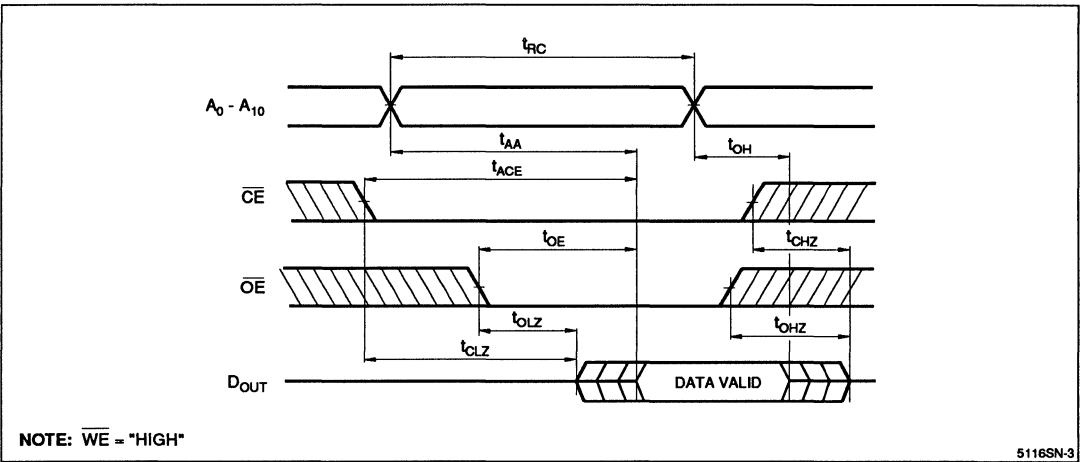 tRC
A0 - A10
tAA
tOH
tACE
CE
tCHZ
tOE
OE
tOLZ
tOHZ
tCLZ
DOUT
DATA VALID
NOTE: WE = "HIGH"
5116SN-3